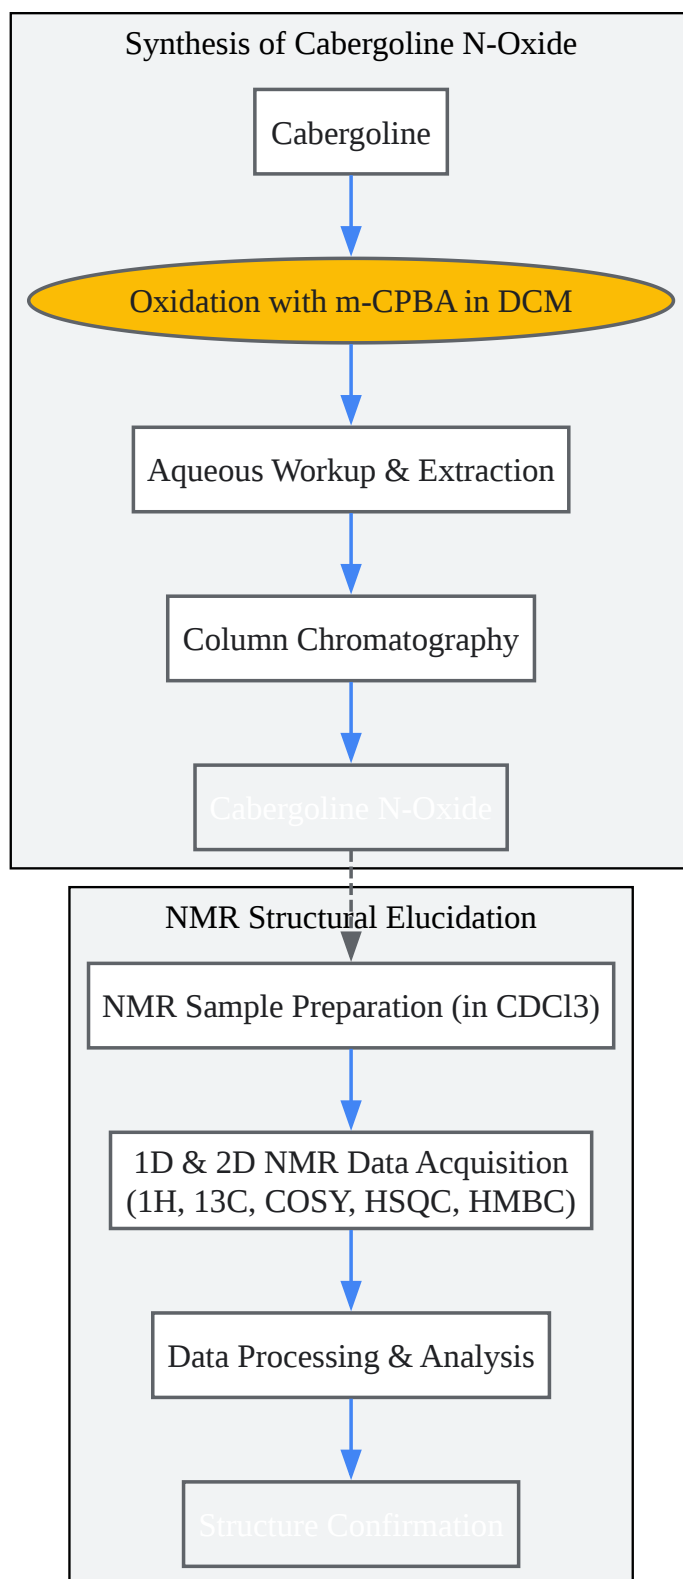 Synthesis of Cabergoline N-Oxide
Cabergoline
Oxidation with m-CPBA in DCM
Aqueous Workup & Extraction
Column Chromatography
Cabergoline N-Oxide
NMR Structural Elucidation
NMR Sample Preparation (in CDCl3)
1D & 2D NMR Data Acquisition
(1H, 13C, COSY, HSQC, HMBC)
Data Processing & Analysis
Structure Confirmation